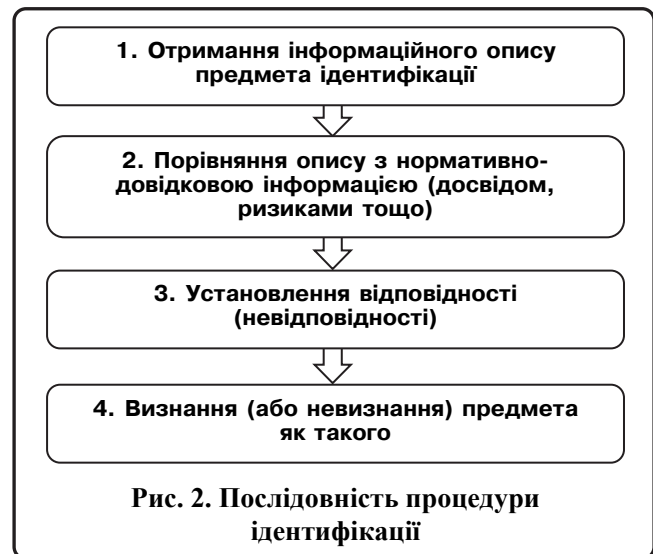 1. Отримання інформаційного опису
предмета ідентифікації
2. Порівняння опису з нормативно-
довідковою інформацією (досвідом,
ризиками тощо)
3. Установлення відповідності
(невідповідності)
4. Визнання (або невизнання) предмета
як такого
Рис. 2. Послідовність процедури
ідентифікації